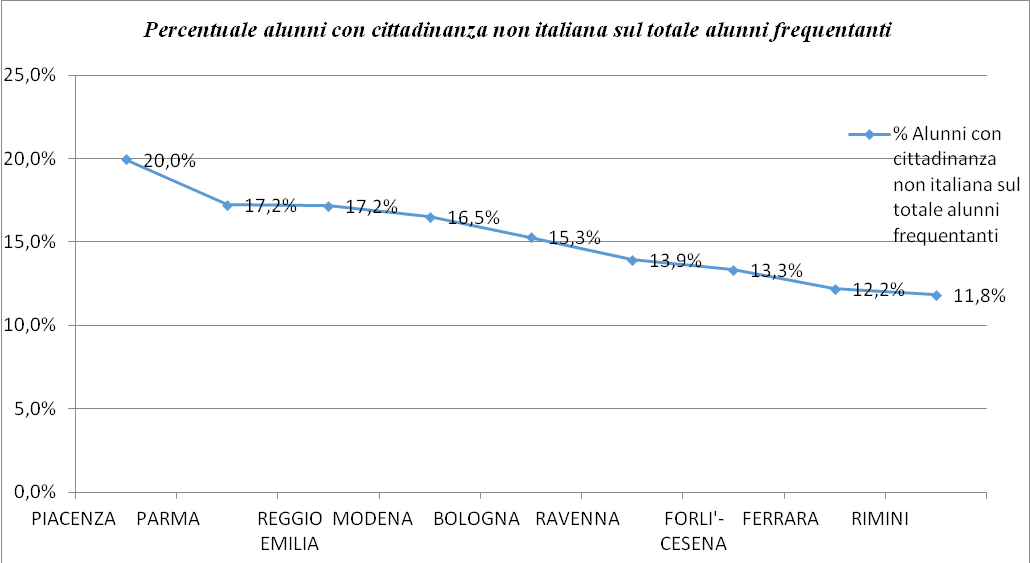 Percentuale alunni con cittadinanza non italiana sul totale alunni frequentanti
25,0%
20,0%
15,0%
10,0%
5,0%
0,0%
20,0%
17,2%
17,2%
16,5%
15,3%
13,9%
13,3%
12,2%
11,8%
% Alunni con
cittadinanza
non italiana sul
totale alunni
frequentanti
PIACENZA
PARMA
REGGIO
EMILIA
MODENA
BOLOGNA
RAVENNA
FORLI'-
CESENA
FERRARA
RIMINI